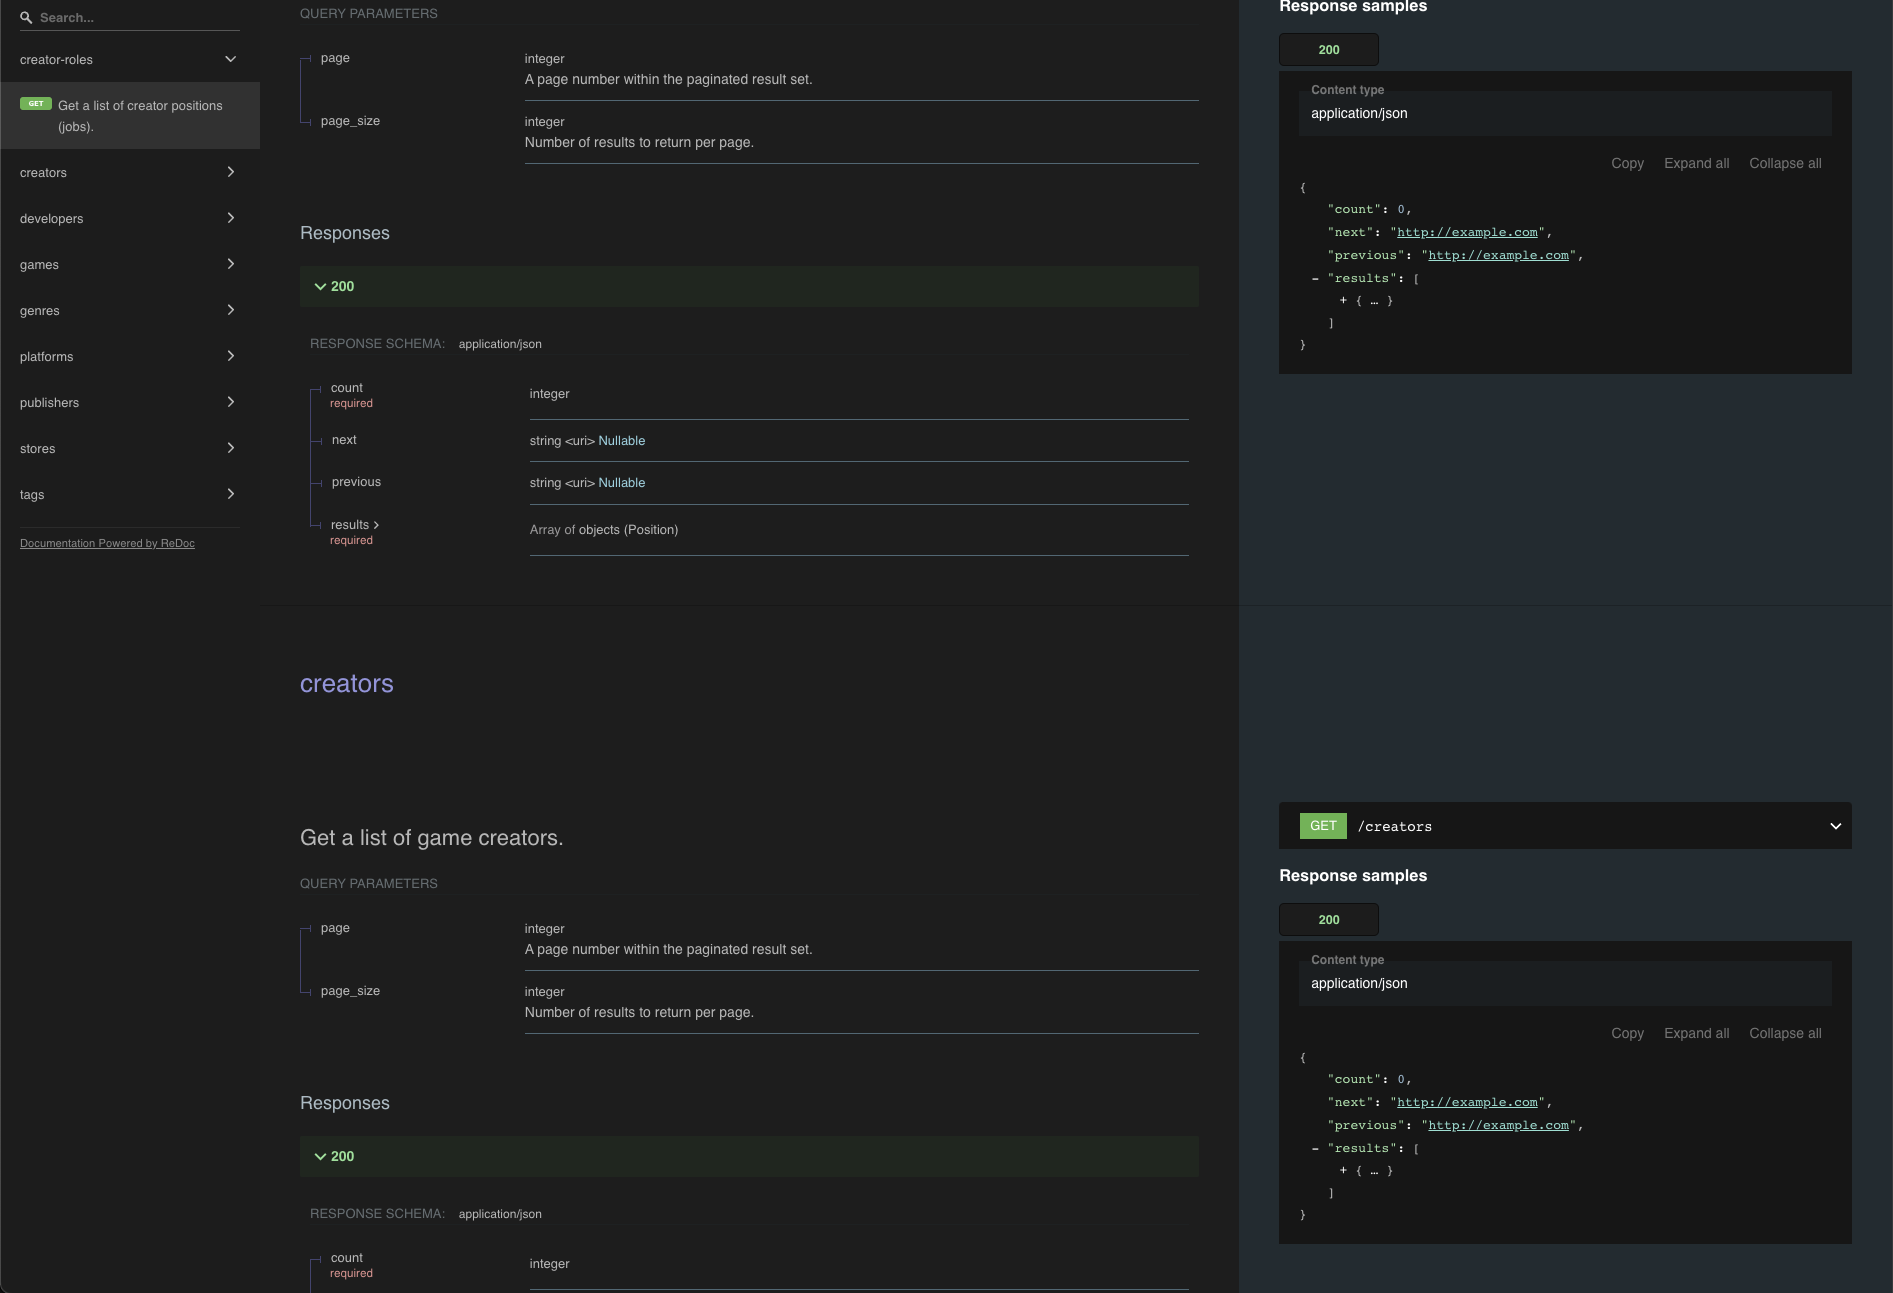 Search...
creator-roles
GET Get a list of creator positions
(jobs).
creators
developers
games
genres
platforms
publishers
stores
tags
Documentation Powered by ReDoc
QUERY PARAMETERS
page
integer
A page number within the paginated result set.
page_size
integer
Number of results to return per page.
Responses
200
RESPONSE SCHEMA: application/json
count
required
integer
next
string <uri> Nullable
previous
string <uri> Nullable
results
required
Array of objects (Position)
creators
Get a list of game creators.
QUERY PARAMETERS
page
integer
A page number within the paginated result set.
page_size
integer
Number of results to return per page.
Responses
200
RESPONSE SCHEMA: application/json
count
required
integer
Response samples
200
Content type
application/json
Copy Expand all Collapse all
{
"count": 0,
"next": "http://example.com",
"previous": "http://example.com",
- "results": [
+ { … }
]
}
GET /creators
Response samples
200
Content type
application/json
Copy Expand all Collapse all
{
"count": 0,
"next": "http://example.com",
"previous": "http://example.com",
- "results": [
+ { … }
]
}